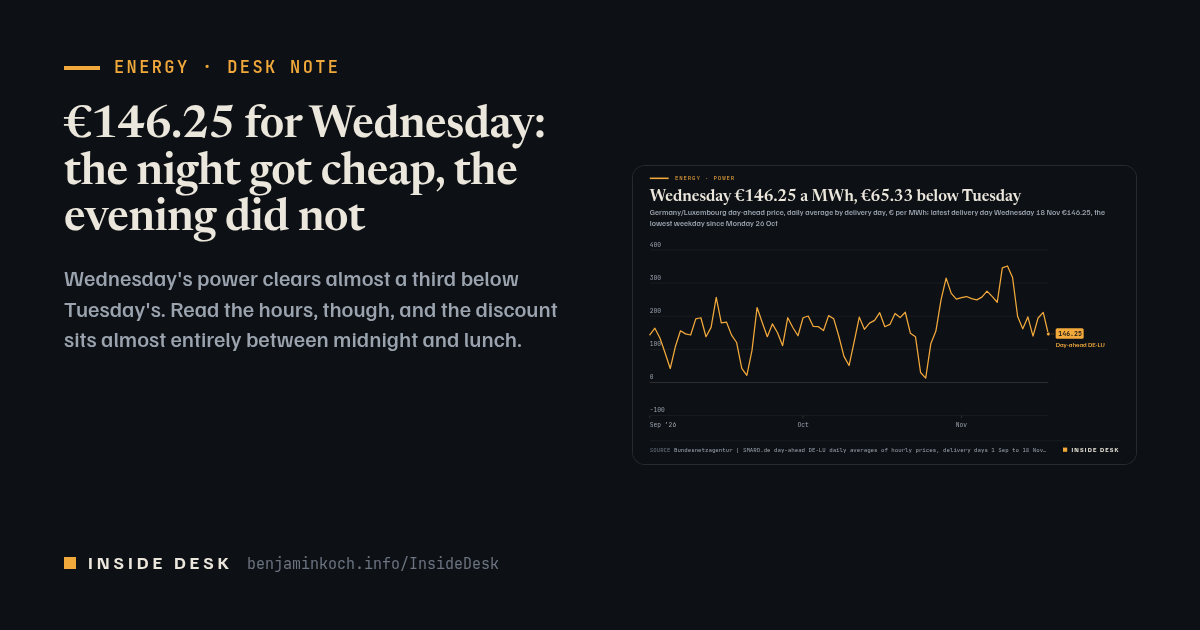 ENERGY · DESK NOTE
€146.25 for Wednesday:
the night got cheap, the
evening did not
Wednesday's power clears almost a third below
Tuesday's. Read the hours, though, and the discount
sits almost entirely between midnight and lunch.
ENERGY · POWER
Wednesday €146.25 a MWh, €65.33 below Tuesday
Germany/Luxembourg day-ahead price, daily average by delivery day, € per MWh: latest delivery day Wednesday 18 Nov €146.25, the
lowest weekday since Monday 26 Oct
400
300
200
100
0
-100
146.25
Day-ahead DE-LU
Sep '26
Oct
Nov
SOURCE Bundesnetzagentur | SMARD.de day-ahead DE-LU daily averages of hourly prices, delivery days 1 Sep to 18 Nov…
INSIDE DESK
INSIDE DESK benjaminkoch.info/InsideDesk